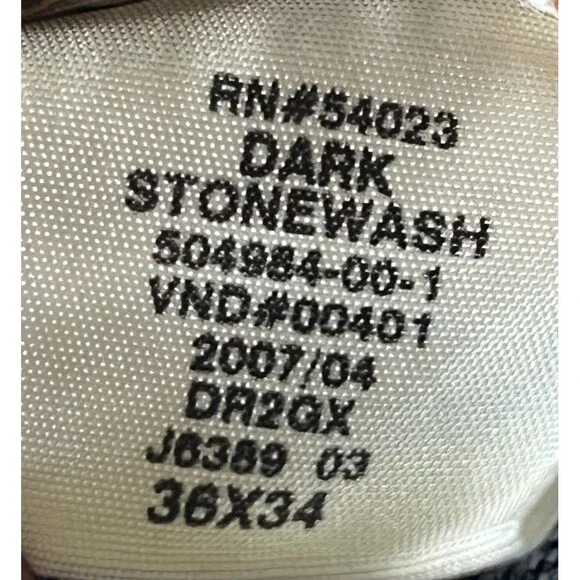 RN#54023
DARK
STONEWASH
504984-00-1
VND#00401
2007/04
DR2GX
J6389 03
36X34